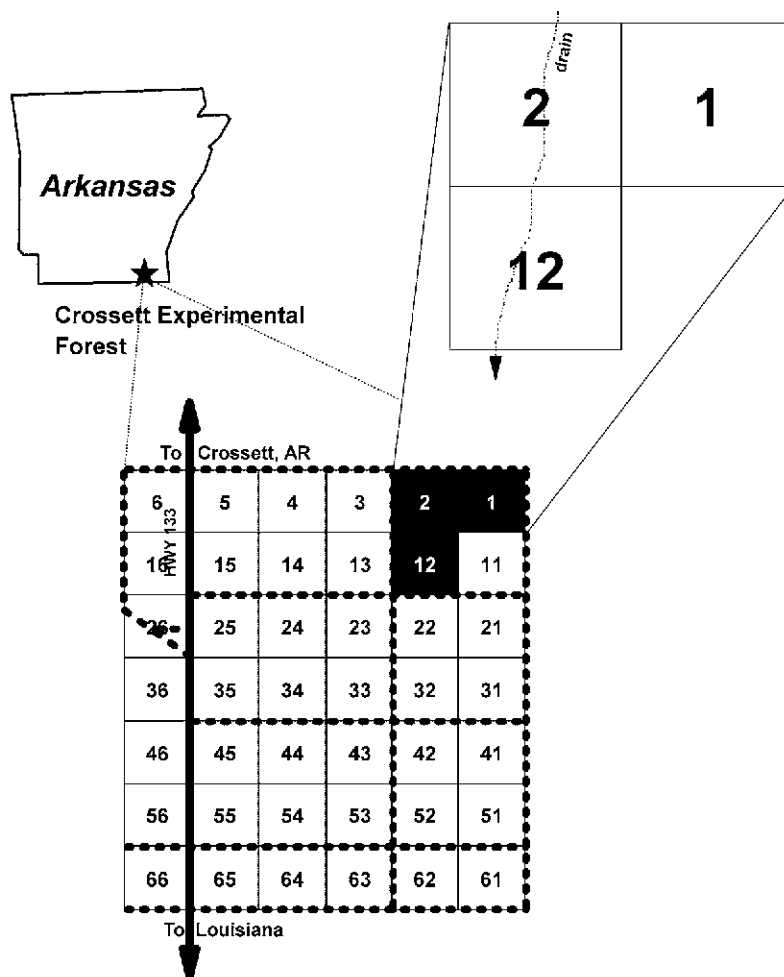 Arkansas
Crossett Experimental
Forest
drain
2
1
12
To Crossett, AR
HWY 133
6 5 4 3 2 1
16 15 14 13 12 11
26 25 24 23 22 21
36 35 34 33 32 31
46 45 44 43 42 41
56 55 54 53 52 51
66 65 64 63 62 61
To Louisiana